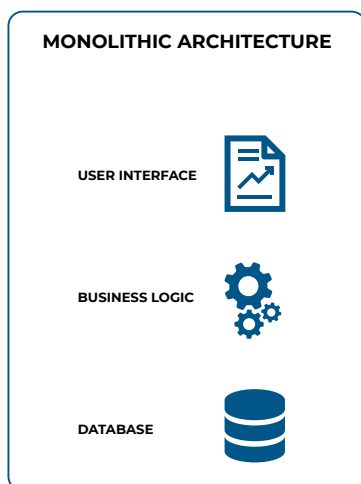 MONOLITHIC ARCHITECTURE
USER INTERFACE
BUSINESS LOGIC
DATABASE